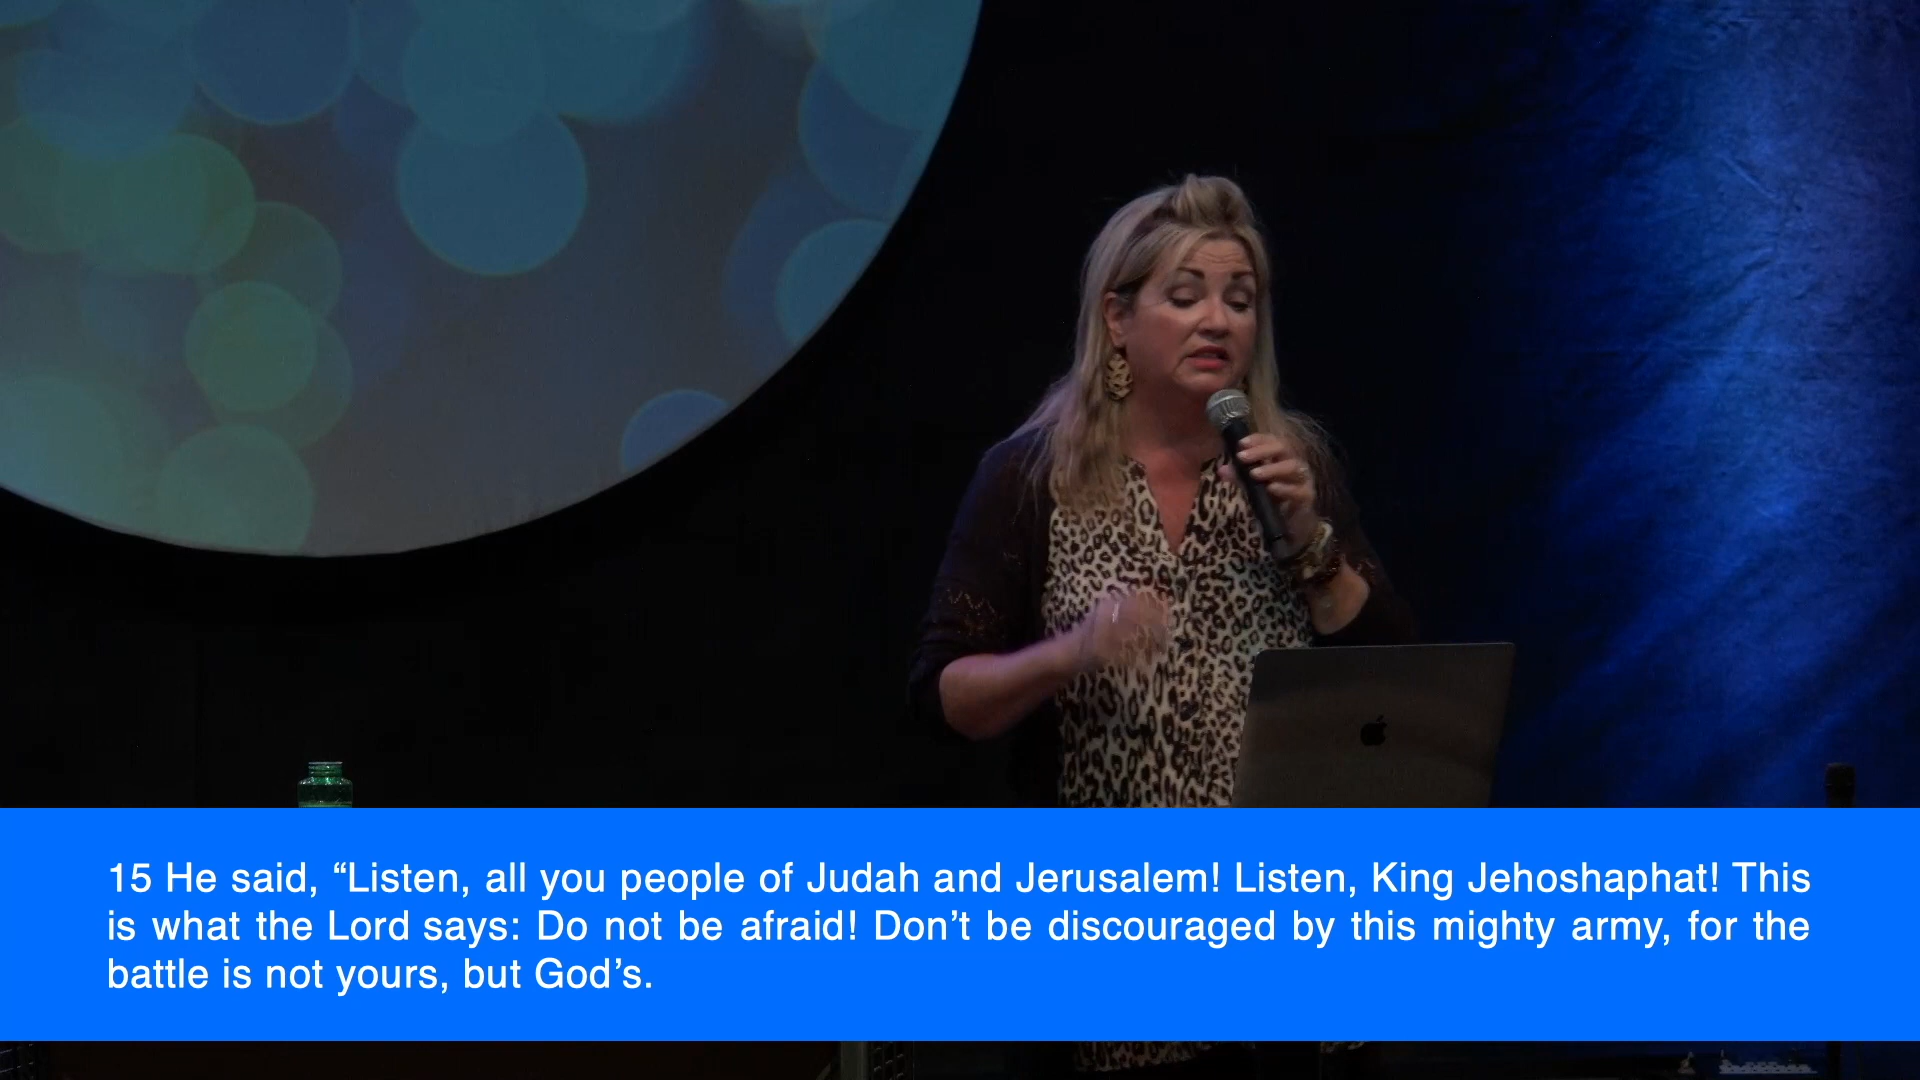 15 He said, “Listen, all you people of Judah and Jerusalem! Listen, King Jehoshaphat! This
is what the Lord says: Do not be afraid! Don’t be discouraged by this mighty army, for the
battle is not yours, but God’s.